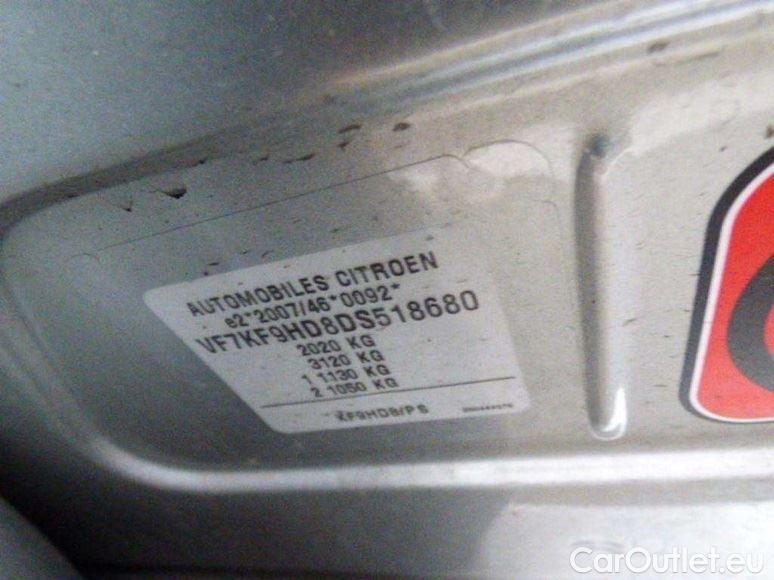 AUTOMOBILES CITROEN
e2*2007/46*0092*
VF7KF9HD8DS518680
2020 KG
3120 KG
1 1130 KG
2 1050 KG
KF9HD8/PS
CarOutlet.eu